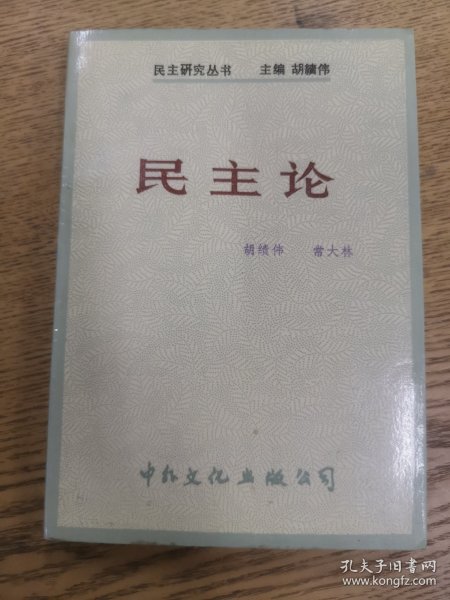 民主研究丛书 主编 胡绩伟
民主论
胡绩伟 常大林
中外文化出版公司
孔夫子旧书网
www.kongfz.com